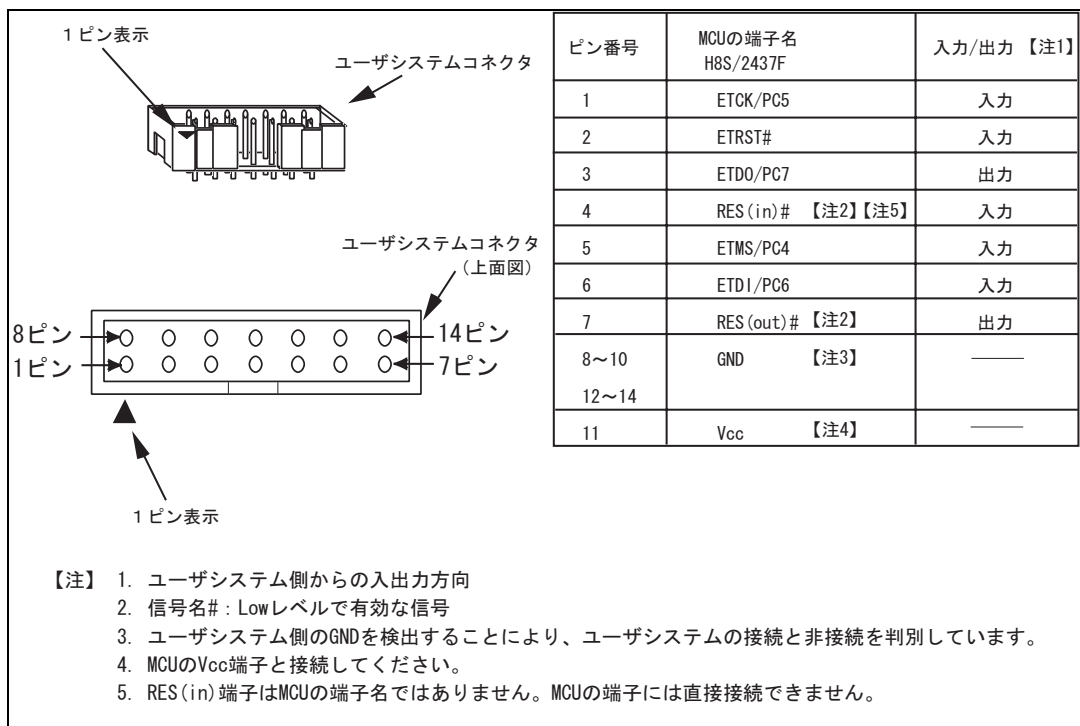 1ピン表示
ユーザシステムコネクタ
ユーザシステムコネクタ
(上面図)
8ピン
14ピン
1ピン
7ピン
1ピン表示
ピン番号 MCUの端子名 H8S/2437F 入力/出力 【注1】
1 ETCK/PC5 入力
2 ETRST# 入力
3 ETDO/PC7 出力
4 RES(in)# 【注2】【注5】 入力
5 ETMS/PC4 入力
6 ETDI/PC6 入力
7 RES(out)# 【注2】 出力
8~10 GND 【注3】 ――
12~14
11 Vcc 【注4】 ――
【注】 1. ユーザシステム側からの入出力方向
2. 信号名#:Lowレベルで有効な信号
3. ユーザシステム側のGNDを検出することにより、ユーザシステムの接続と非接続を判別しています。
4. MCUのVcc端子と接続してください。
5. RES(in)端子はMCUの端子名ではありません。MCUの端子には直接接続できません。